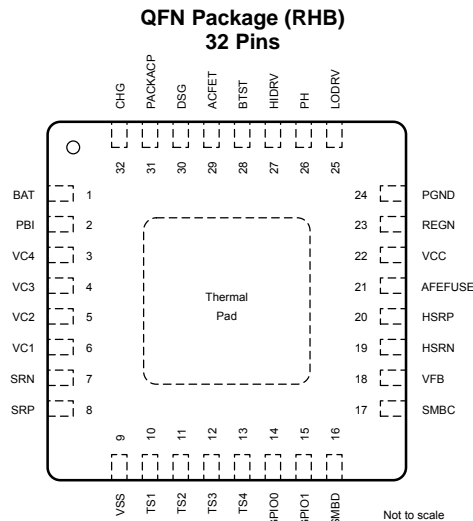 QFN Package (RHB)
32 Pins
CHG
PACKACP
DSG
ACFET
BTST
HIDRV
PH
LODRV
32
31
30
29
28
27
26
25
BAT 1
PBI 2
VC4 3
VC3 4
VC2 5
VC1 6
SRN 7
SRP 8
Thermal
Pad
24 PGND
23 REGN
22 VCC
21 AFEFUSE
20 HSRP
19 HSRN
18 VFB
17 SMBC
9
10
11
12
13
14
15
16
VSS
TS1
TS2
TS3
TS4
GPIO0
GPIO1
SMBD
Not to scale